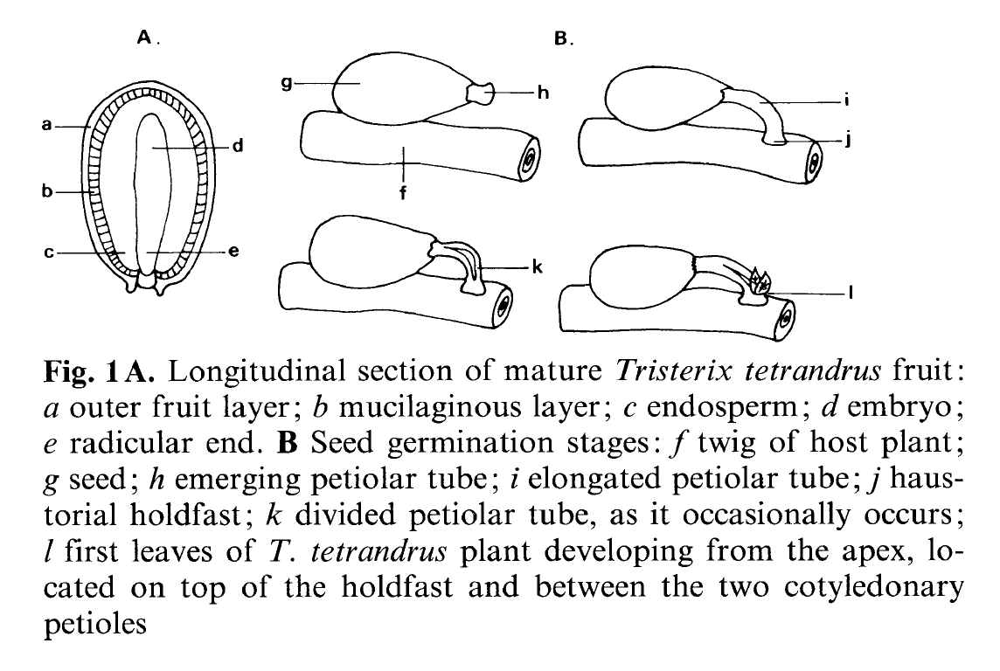 A.
B.
a
b
c
d
e
g
h
f
i
j
k
l
Fig. 1A. Longitudinal section of mature Tristerix tetrandrus fruit:
a outer fruit layer; b mucilaginous layer; c endosperm; d embryo;
e radicular end. B Seed germination stages: f twig of host plant;
g seed; h emerging petiolar tube; i elongated petiolar tube; j haus-
torial holdfast; k divided petiolar tube, as it occasionally occurs;
l first leaves of T. tetrandrus plant developing from the apex, lo-
cated on top of the holdfast and between the two cotyledonary
petioles